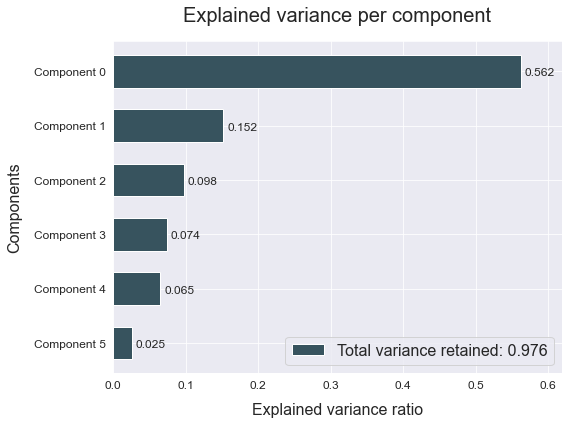 Explained variance per component
Components
Component 0
0.562
Component 1
0.152
Component 2
0.098
Component 3
0.074
Component 4
0.065
Component 5
0.025
Total variance retained: 0.976
0.0 0.1 0.2 0.3 0.4 0.5 0.6
Explained variance ratio